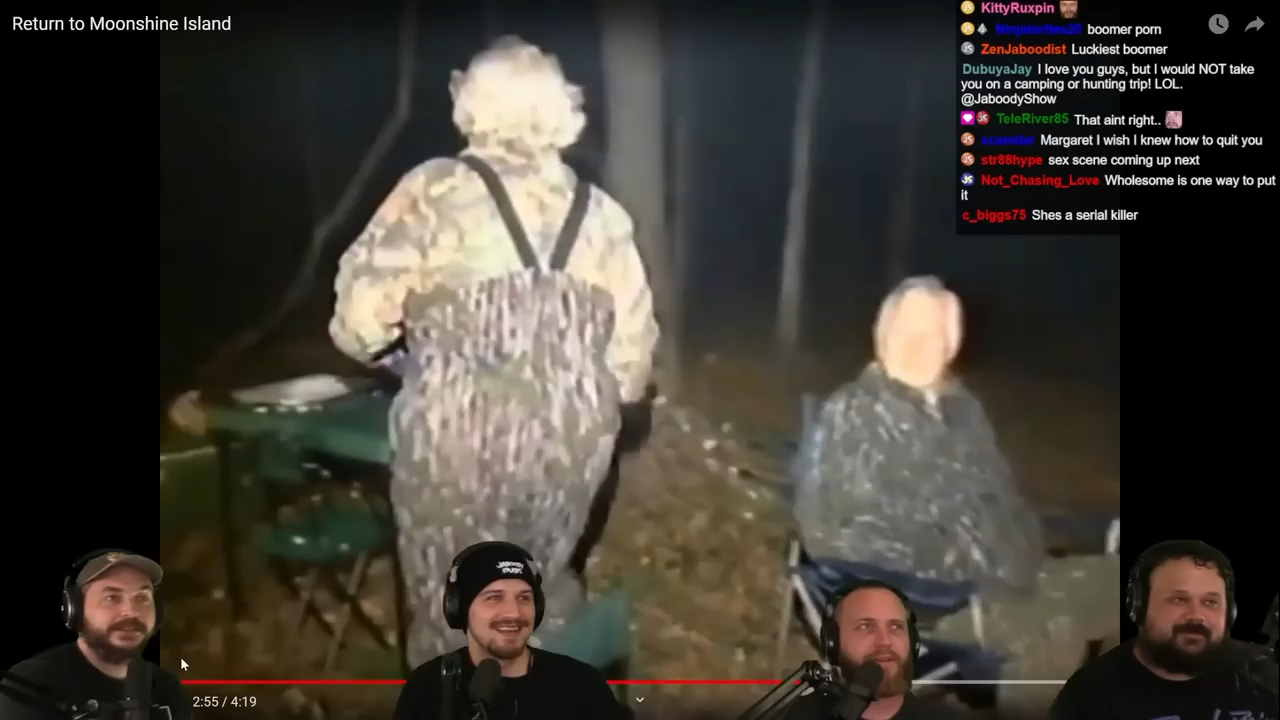 Return to Moonshine Island
KittyRuxpin
Ninjaturtles20 boomer porn
ZenJaboodist Luckiest boomer
DubuyaJay I love you guys, but I would NOT take
you on a camping or hunting trip! LOL.
@JaboodyShow
TeleRiver85 That aint right..
Margaret I wish I knew how to quit you
str88hype sex scene coming up next
Not_Chasing_Love Wholesome is one way to put
it
c_biggs75 Shes a serial killer
JABOODY
DUBS
2:55 / 4:19